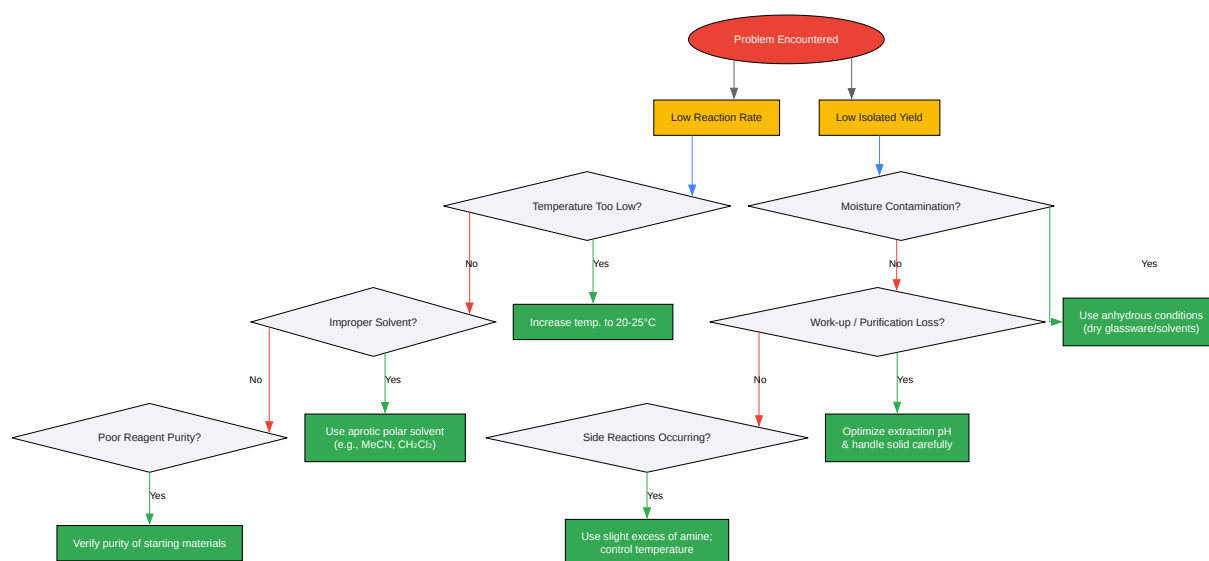 Problem Encountered
Low Reaction Rate
Low Isolated Yield
Temperature Too Low?
Moisture Contamination?
No
Yes
No
Yes
Improper Solvent?
Increase temp. to 20-25°C
Work-up / Purification Loss?
Use anhydrous conditions
(dry glassware/solvents)
No
Yes
No
Yes
Poor Reagent Purity?
Use aprotic polar solvent
(e.g., MeCN, CH₂Cl₂)
Side Reactions Occurring?
Optimize extraction pH
& handle solid carefully
Yes
Yes
Verify purity of starting materials
Use slight excess of amine;
control temperature